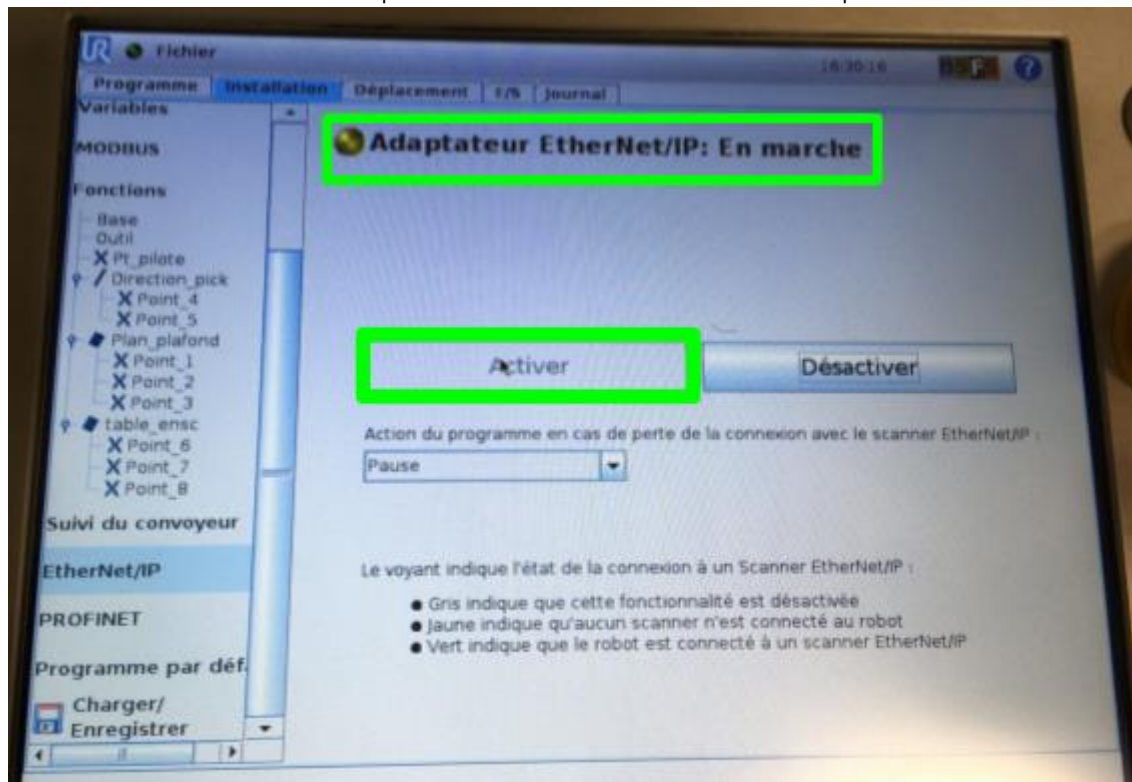 UR Fichier
16:30:16
?
Programme Installation Déplacement E/S Journal
Variables
MODBUS
Fonctions
Base
Outil
Pt_pilote
Direction_pick
Point_4
Point_5
Plan_plafond
Point_1
Point_2
Point_3
table_ensc
Point_6
Point_7
Point_8
Suivi du convoyeur
EtherNet/IP
PROFINET
Programme par déf.
Charger/
Enregistrer
Adaptateur EtherNet/IP: En marche
Activer Désactiver
Action du programme en cas de perte de la connexion avec le scanner EtherNet/IP :
Pause
Le voyant indique l'état de la connexion à un Scanner EtherNet/IP :
Gris indique que cette fonctionnalité est désactivée
Jaune indique qu'aucun scanner n'est connecté au robot
Vert indique que le robot est connecté à un scanner EtherNet/IP